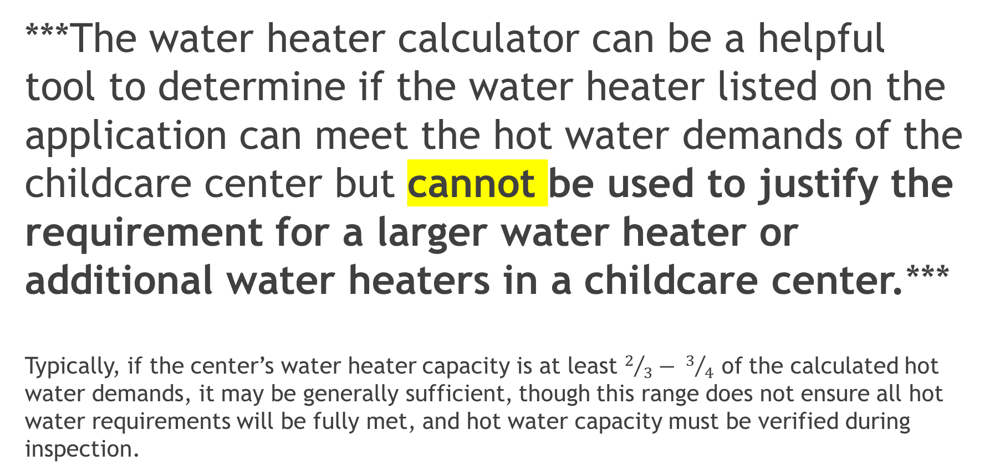 ***The water heater calculator can be a helpful
tool to determine if the water heater listed on the
application can meet the hot water demands of the
childcare center but cannot be used to justify the
requirement for a larger water heater or
additional water heaters in a childcare center.***
Typically, if the center’s water heater capacity is at least 2/3 – 3/4 of the calculated hot
water demands, it may be generally sufficient, though this range does not ensure all hot
water requirements will be fully met, and hot water capacity must be verified during
inspection.